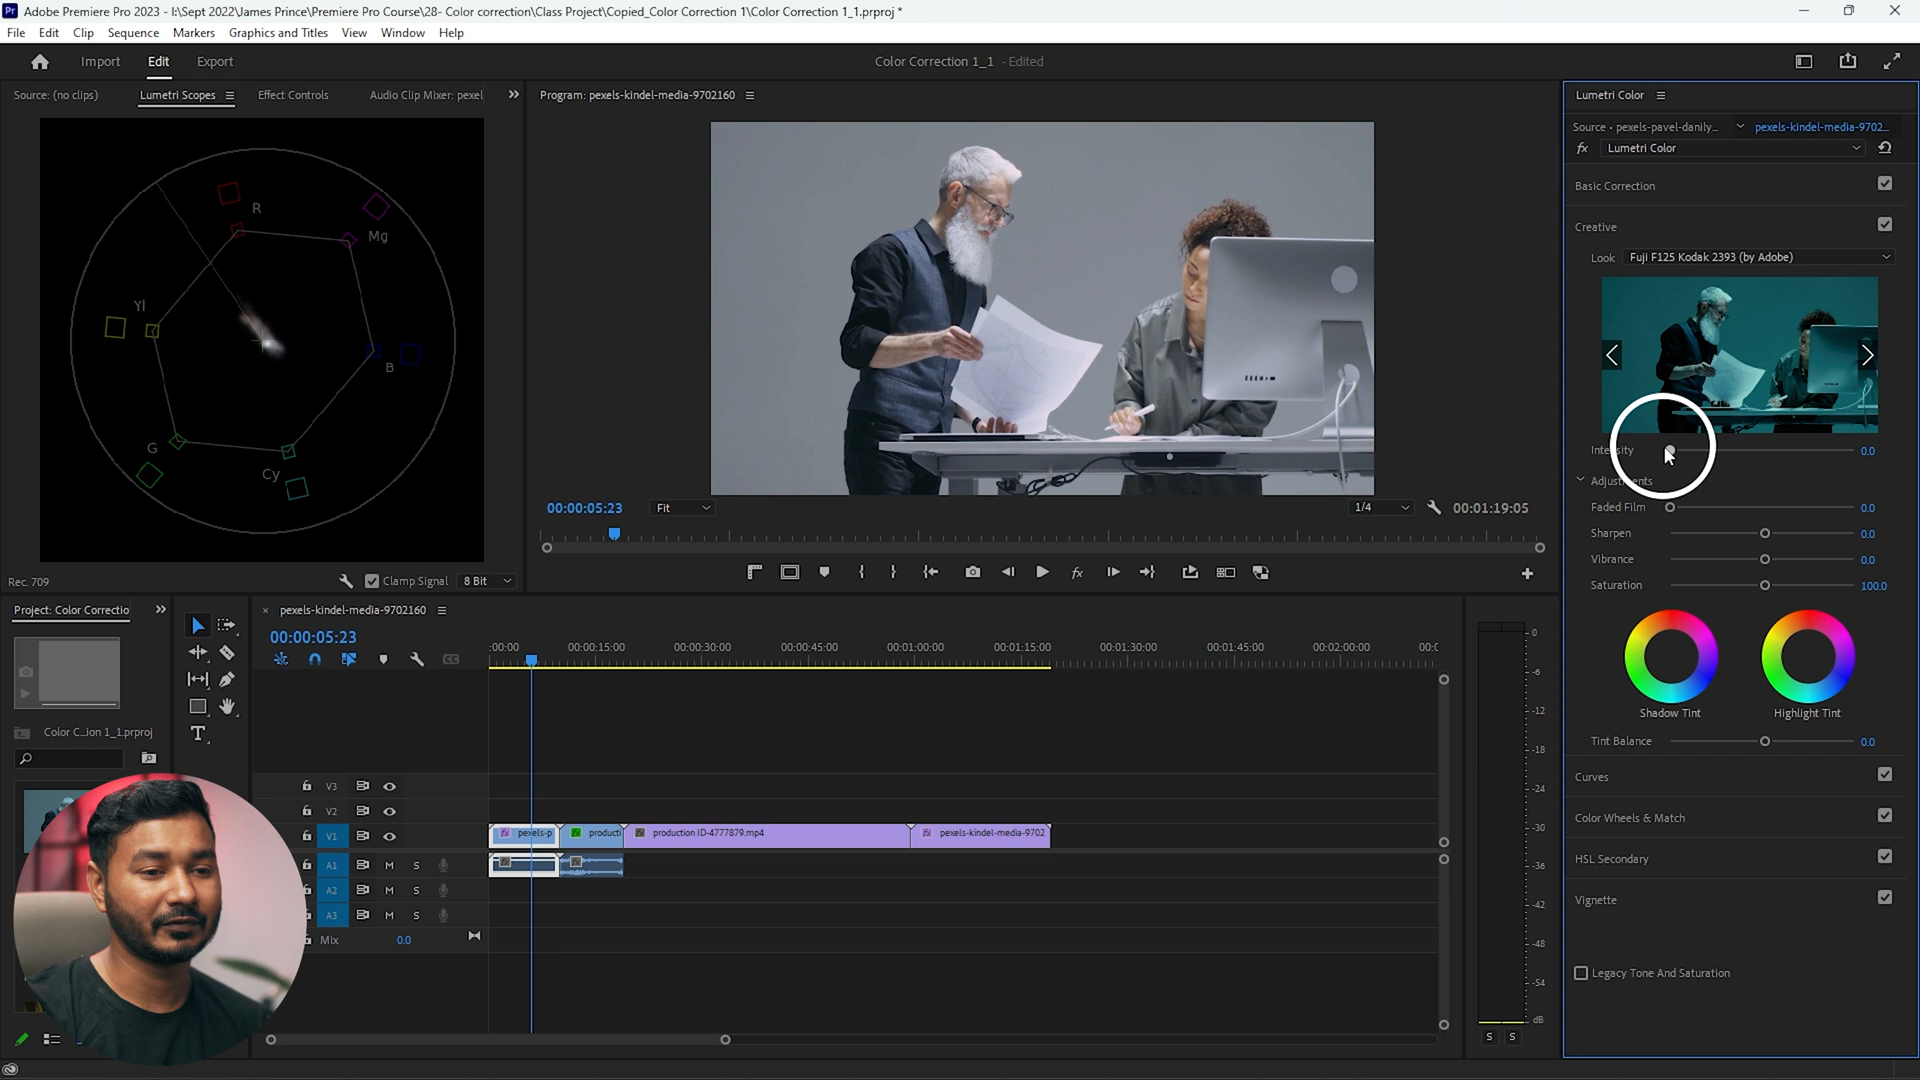 Adobe Premiere Pro 2023 - I:\Sept 2022\James Prince\Premiere Pro Course\28- Color correction\Class Project\Copied_Color Correction 1\Color Correction 1_1.prproj *
File Edit Clip Sequence Markers Graphics and Titles View Window Help
Import Edit Export
Color Correction 1_1 - Edited
Source: (no clips) Lumetri Scopes Effect Controls Audio Clip Mixer: pexel
R
Mg
Yl
B
G
Cy
Rec. 709
Clamp Signal 8 Bit
Program: pexels-kindel-media-9702160
00:00:05:23 Fit 1/4 00:01:19:05
Lumetri Color
Source • pexels-pavel-danily... pexels-kindel-media-9702...
fx Lumetri Color
Basic Correction
Creative
Look Fuji F125 Kodak 2393 (by Adobe)
Intensity 0.0
Adjustments
Faded Film 0.0
Sharpen 0.0
Vibrance 0.0
Saturation 100.0
Shadow Tint Highlight Tint
Tint Balance 0.0
Curves
Color Wheels & Match
HSL Secondary
Vignette
Legacy Tone And Saturation
Project: Color Correctio
Color C...ion 1_1.prproj
pexels-kindel-media-9702160
00:00:05:23
:00:00 00:00:15:00 00:00:30:00 00:00:45:00 00:01:00:00 00:01:15:00 00:01:30:00 00:01:45:00 00:02:00:00 00:0
V3
V2
V1 pexels-p producti production ID-4777879.mp4 pexels-kindel-media-9702
A1 M S
A2 M S
A3 M S
Mix 0.0
0
-6
-12
-18
-24
-30
-36
-42
-48
-54
dB
S S